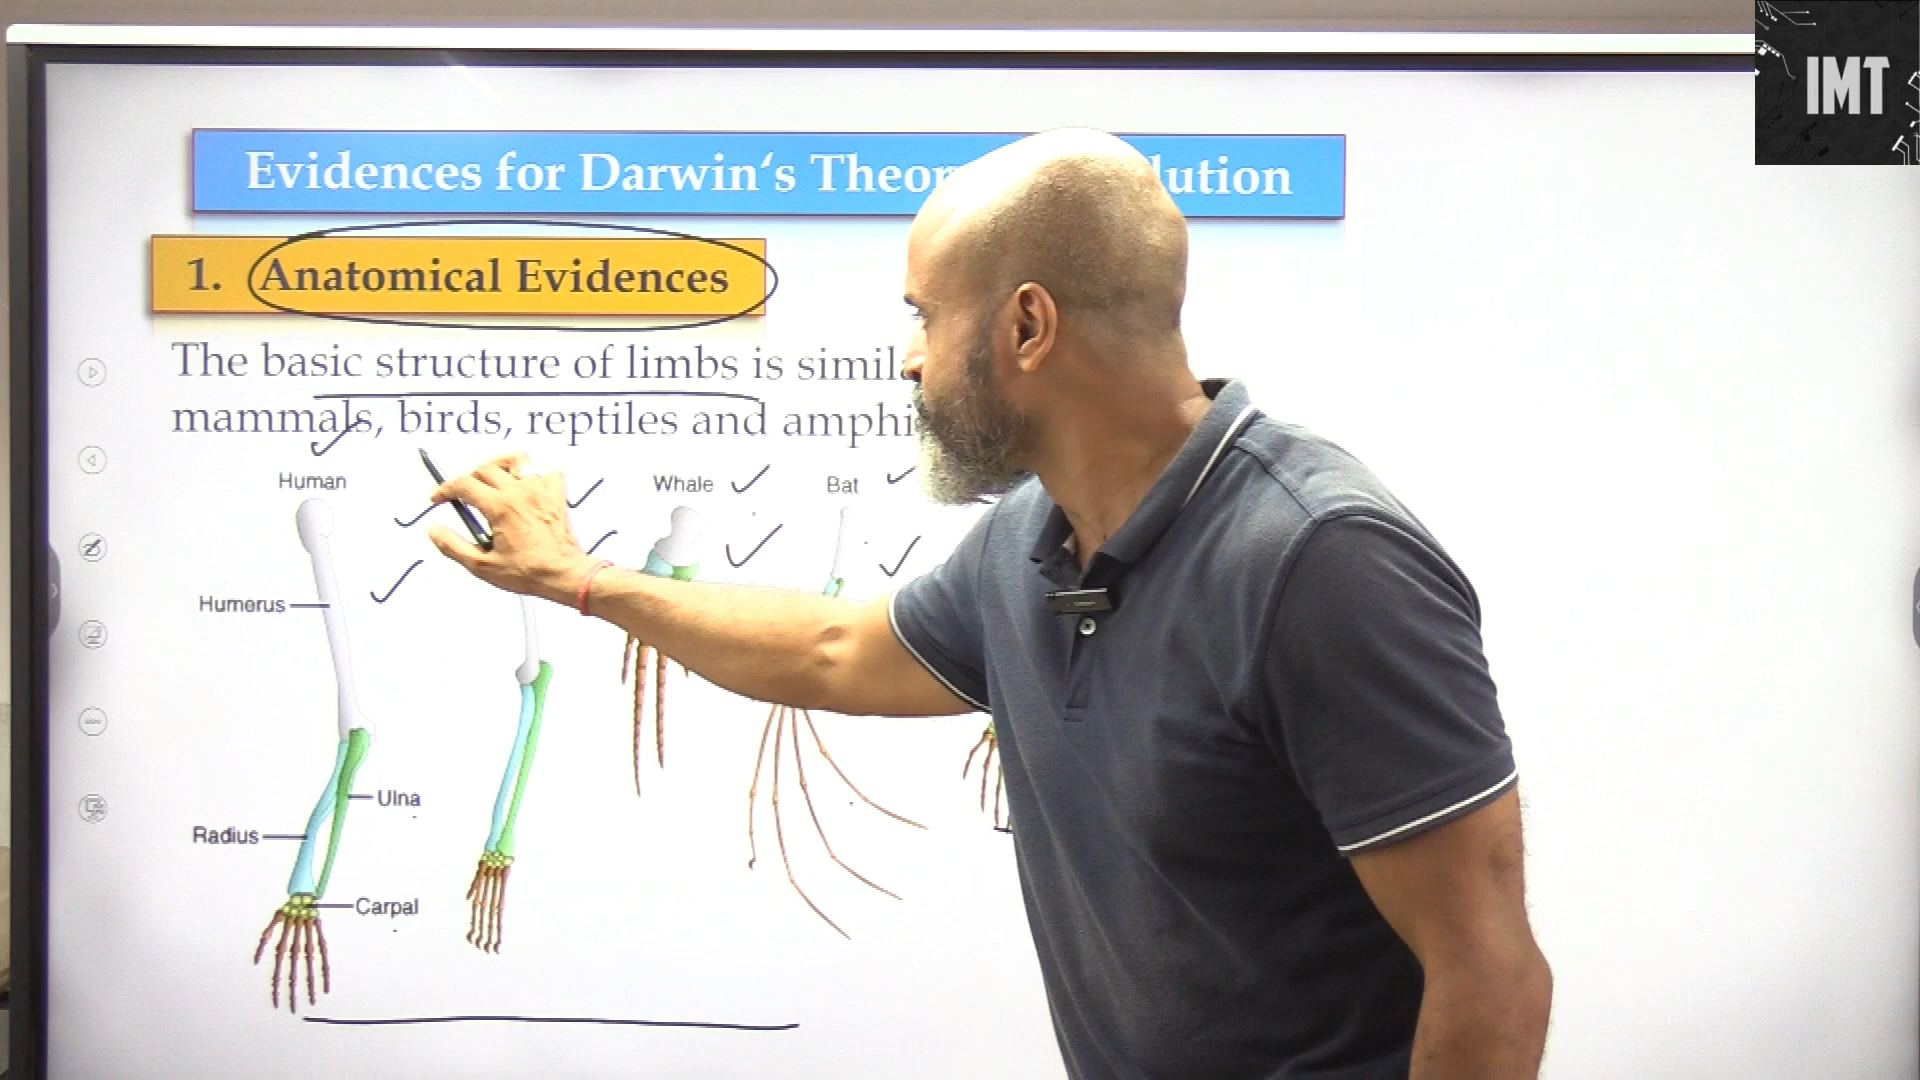 IMT
Evidences for Darwin‘s Theor lution
1. Anatomical Evidences
The basic structure of limbs is simila
mammals, birds, reptiles and amphi
Human Whale Bat
Humerus
Ulna
Radius
Carpal